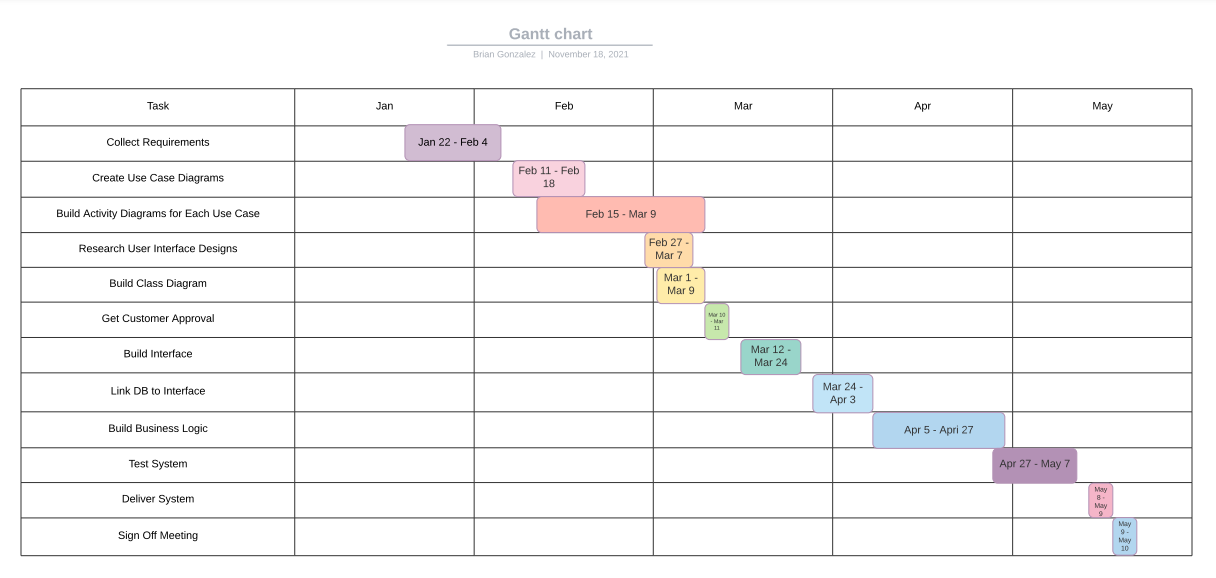 Gantt chart
Brian Gonzalez | November 18, 2021
Task Jan Feb Mar Apr May
Collect Requirements
Jan 22 - Feb 4
Create Use Case Diagrams
Feb 11 - Feb
18
Build Activity Diagrams for Each Use Case
Feb 15 - Mar 9
Research User Interface Designs
Feb 27 -
Mar 7
Build Class Diagram
Mar 1 -
Mar 9
Get Customer Approval
Mar 10
- Mar
11
Build Interface
Mar 12 -
Mar 24
Link DB to Interface
Mar 24 -
Apr 3
Build Business Logic
Apr 5 - Apri 27
Test System
Apr 27 - May 7
Deliver System
May
8 -
May
9
Sign Off Meeting
May
9 -
May
10